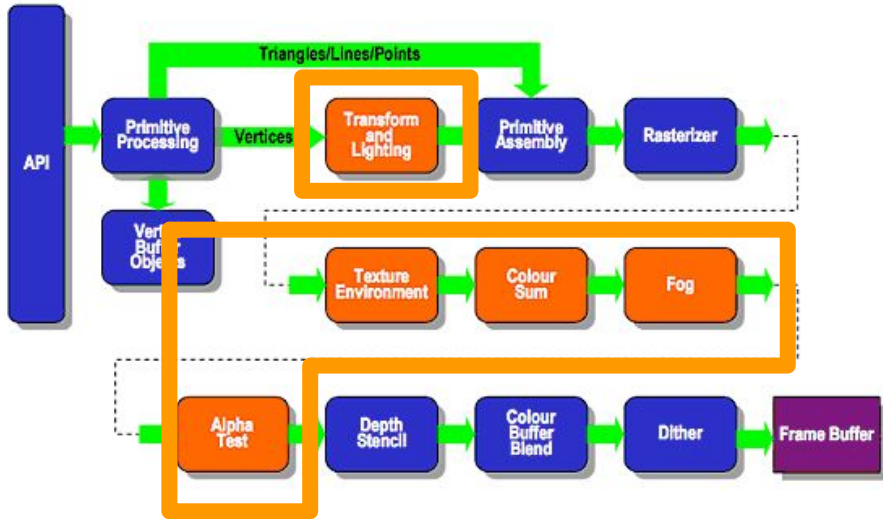 Triangles/Lines/Points
API
Primitive
Processing
Vertices
Transform
and
Lighting
Primitive
Assembly
Rasterizer
Objects
Texture
Environment
Colour
Sum
Fog
Alpha
Test
Depth
Stencil
Colour
Buffer
Blend
Dither
Frame Buffer